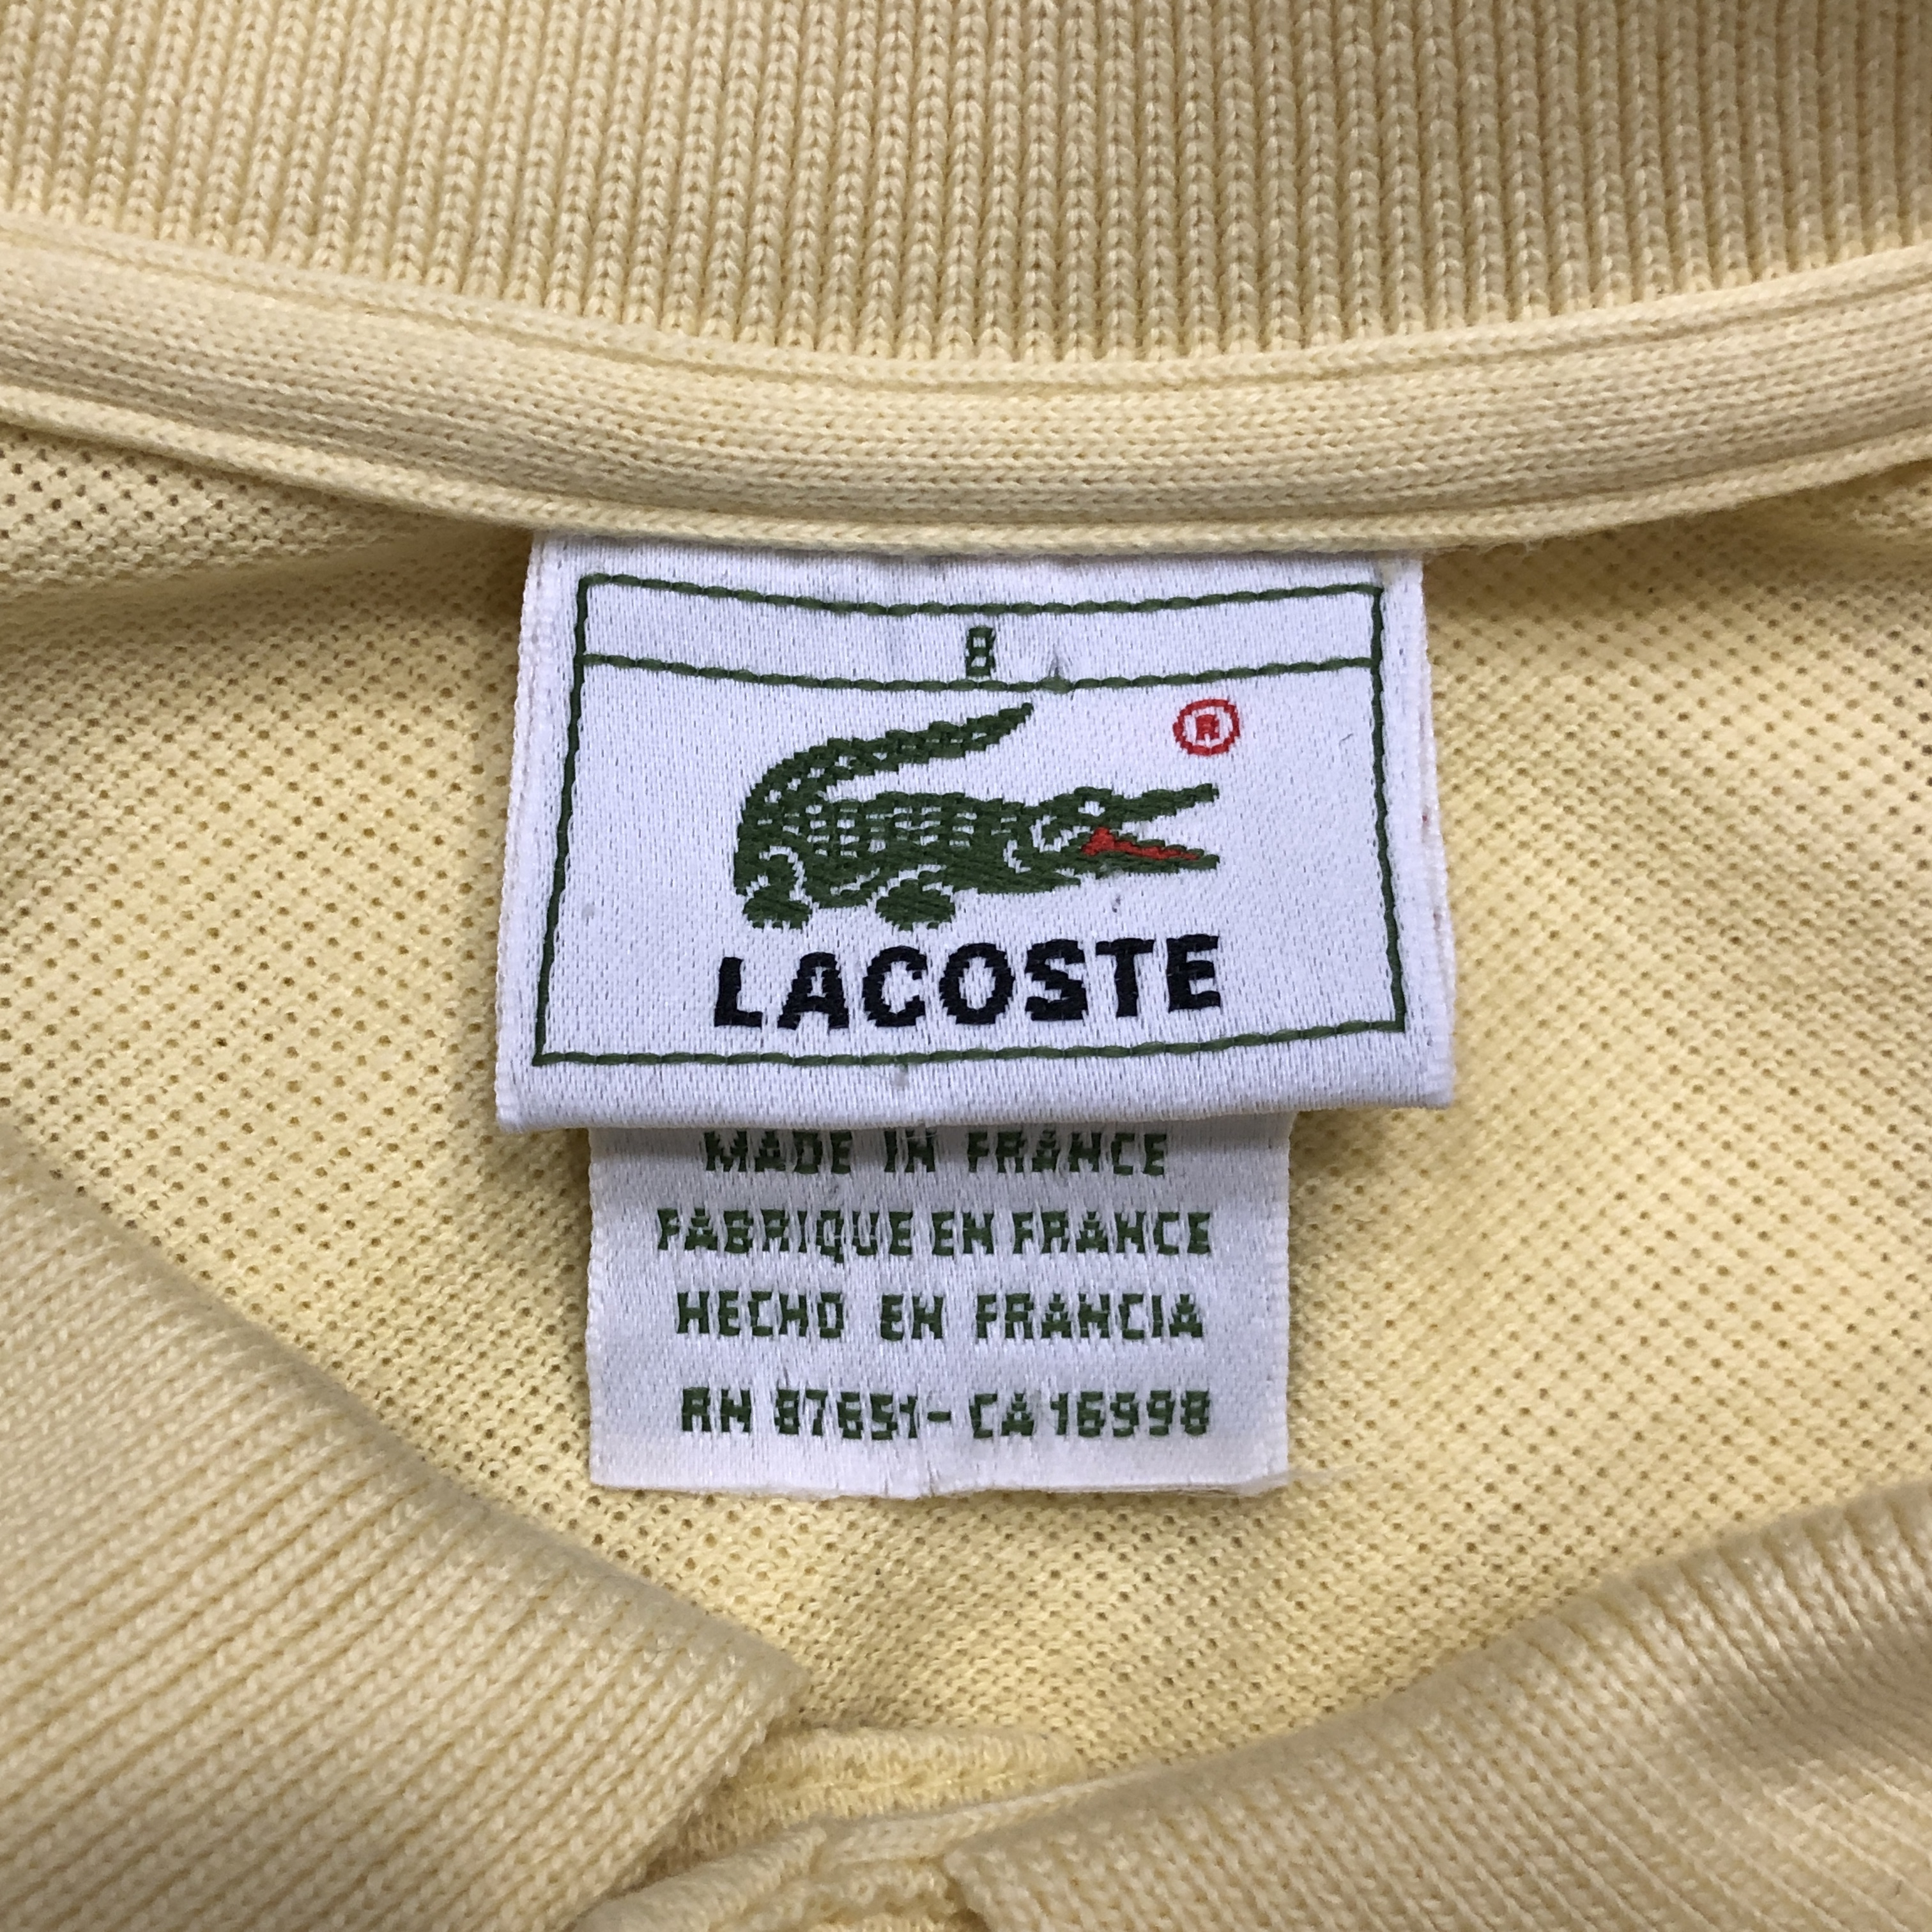 8
®
LACOSTE
MADE IN FRANCE
FABRIQUE EN FRANCE
HECHO EN FRANCIA
RN 87651- CA 16998